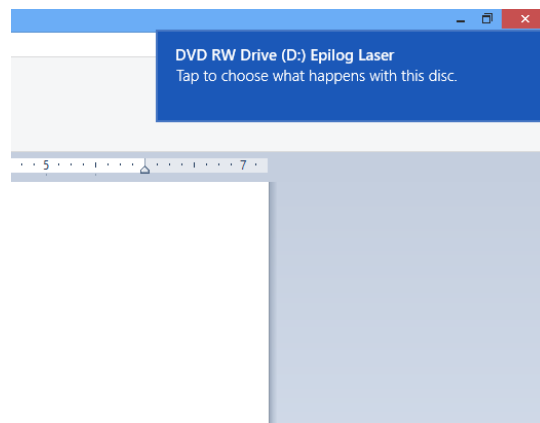 DVD RW Drive (D:) Epilog Laser
Tap to choose what happens with this disc.
5 7